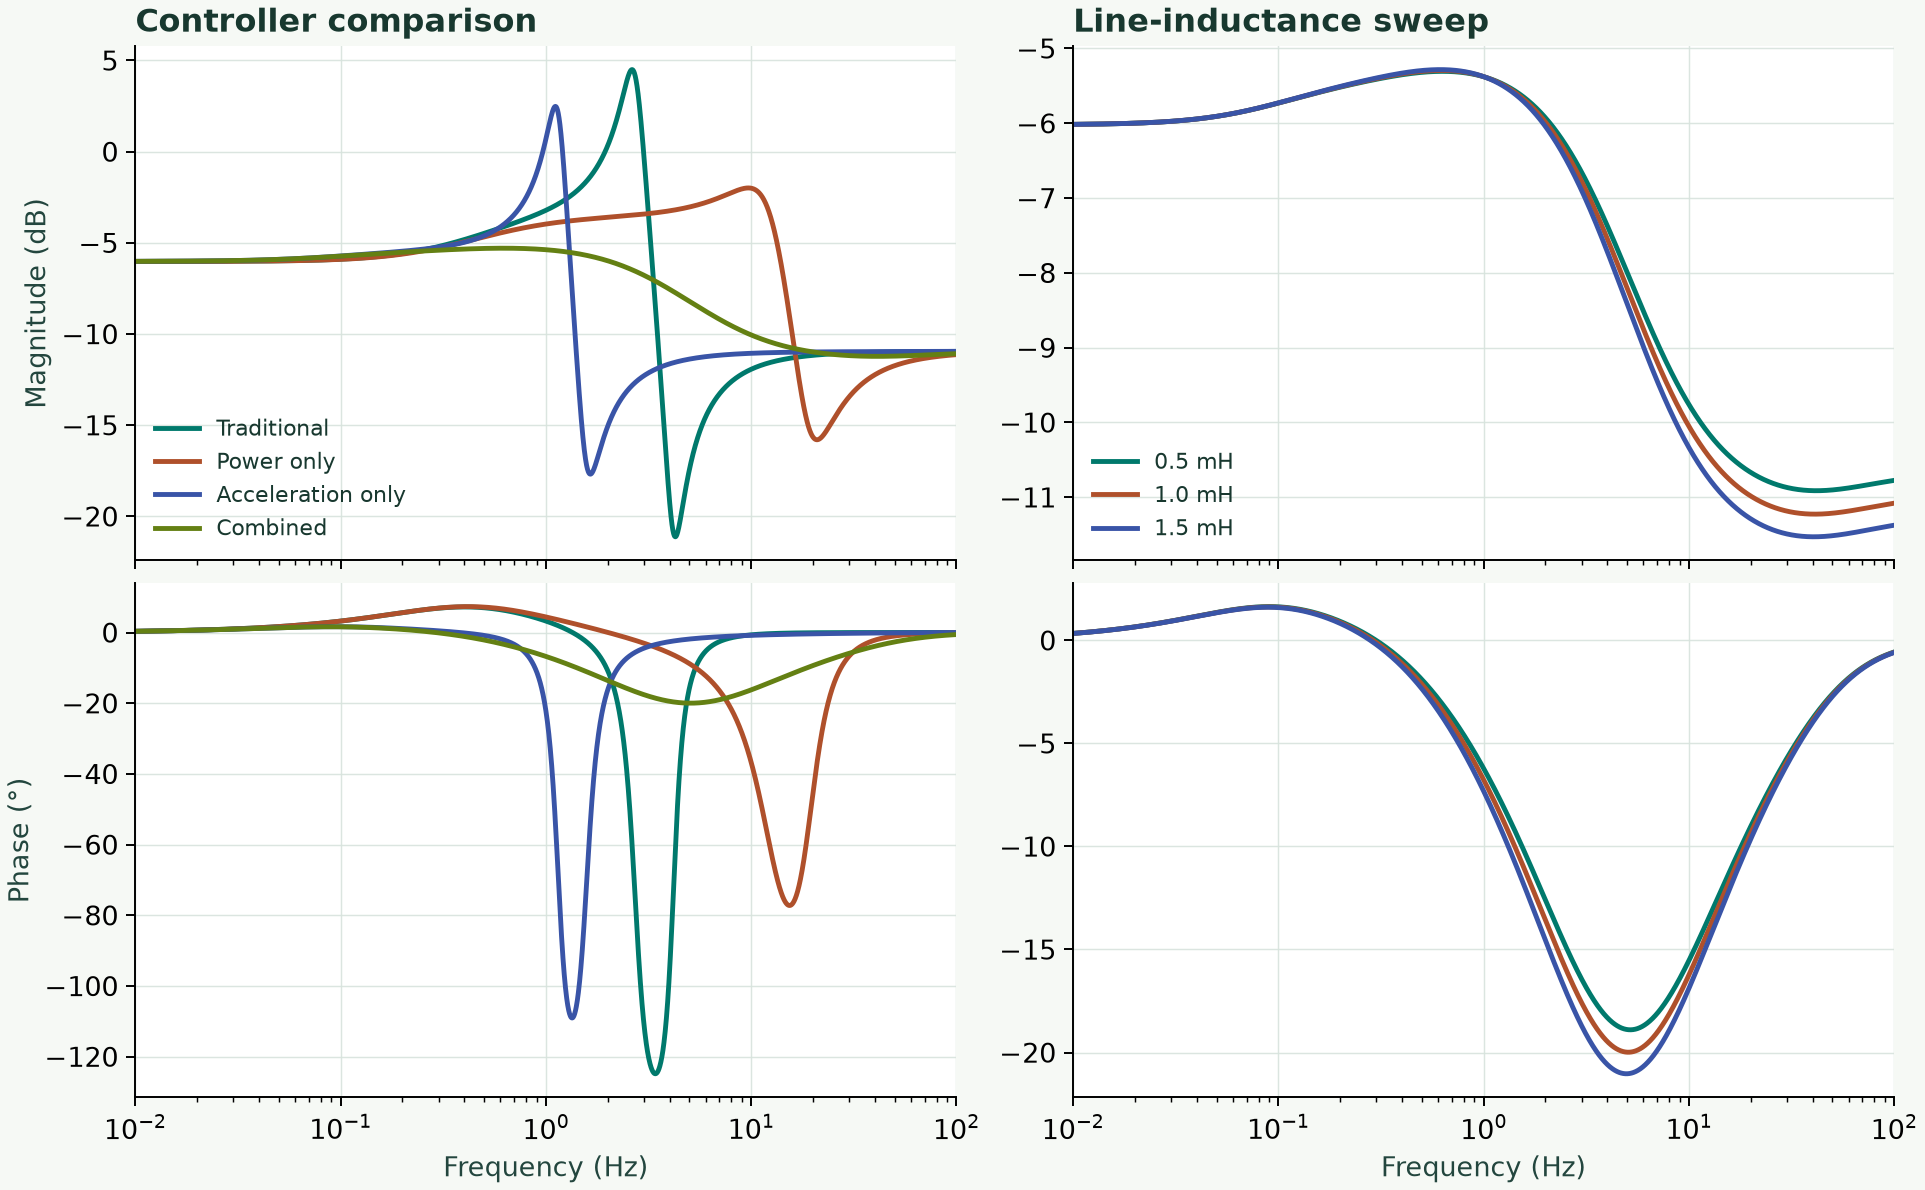 Controller comparison
Magnitude (dB)
5
0
−5
−10
−15
−20
Traditional
Power only
Acceleration only
Combined
Line-inductance sweep
−5
−6
−7
−8
−9
−10
−11
0.5 mH
1.0 mH
1.5 mH
Phase (°)
0
−20
−40
−60
−80
−100
−120
10⁻² 10⁻¹ 10⁰ 10¹ 10²
Frequency (Hz)
0
−5
−10
−15
−20
10⁻² 10⁻¹ 10⁰ 10¹ 10²
Frequency (Hz)